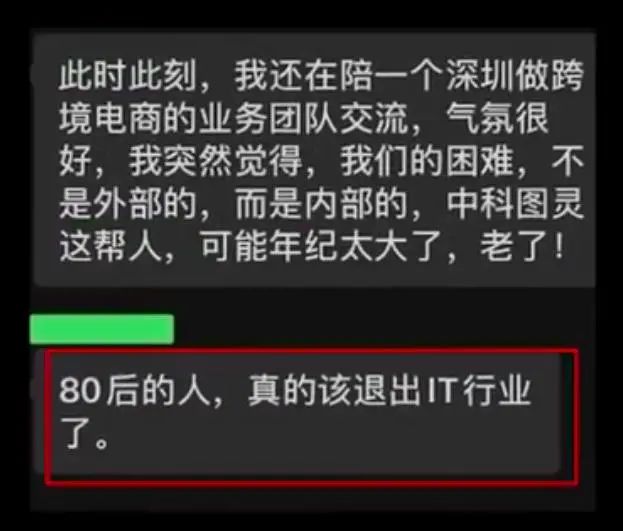 此时此刻，我还在陪一个深圳做跨
境电商的业务团队交流，气氛很
好，我突然觉得，我们的困难，不
是外部的，而是内部的，中科图灵
这帮人，可能年纪太大了，老了！
80后的人，真的该退出IT行业
了。